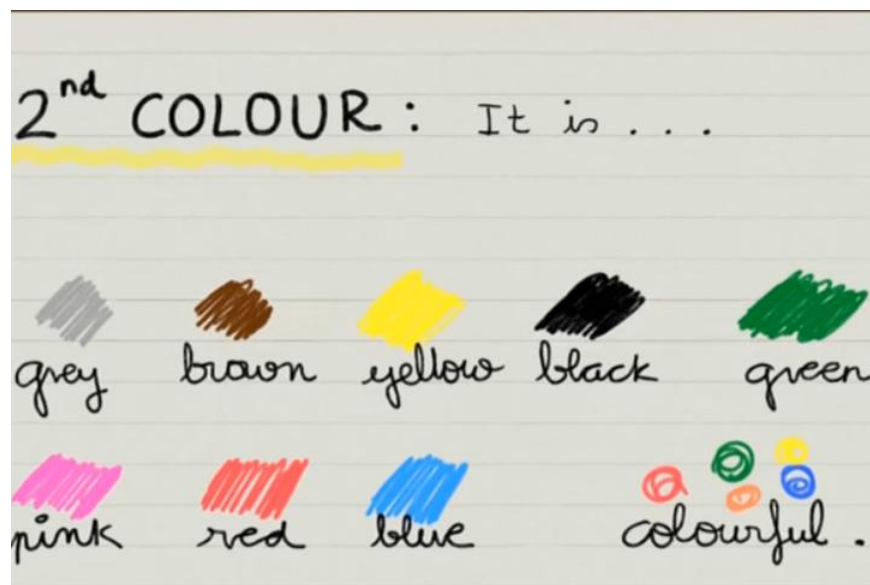 2nd COLOUR: It is ...
grey brown yellow black green
pink red blue colourful.